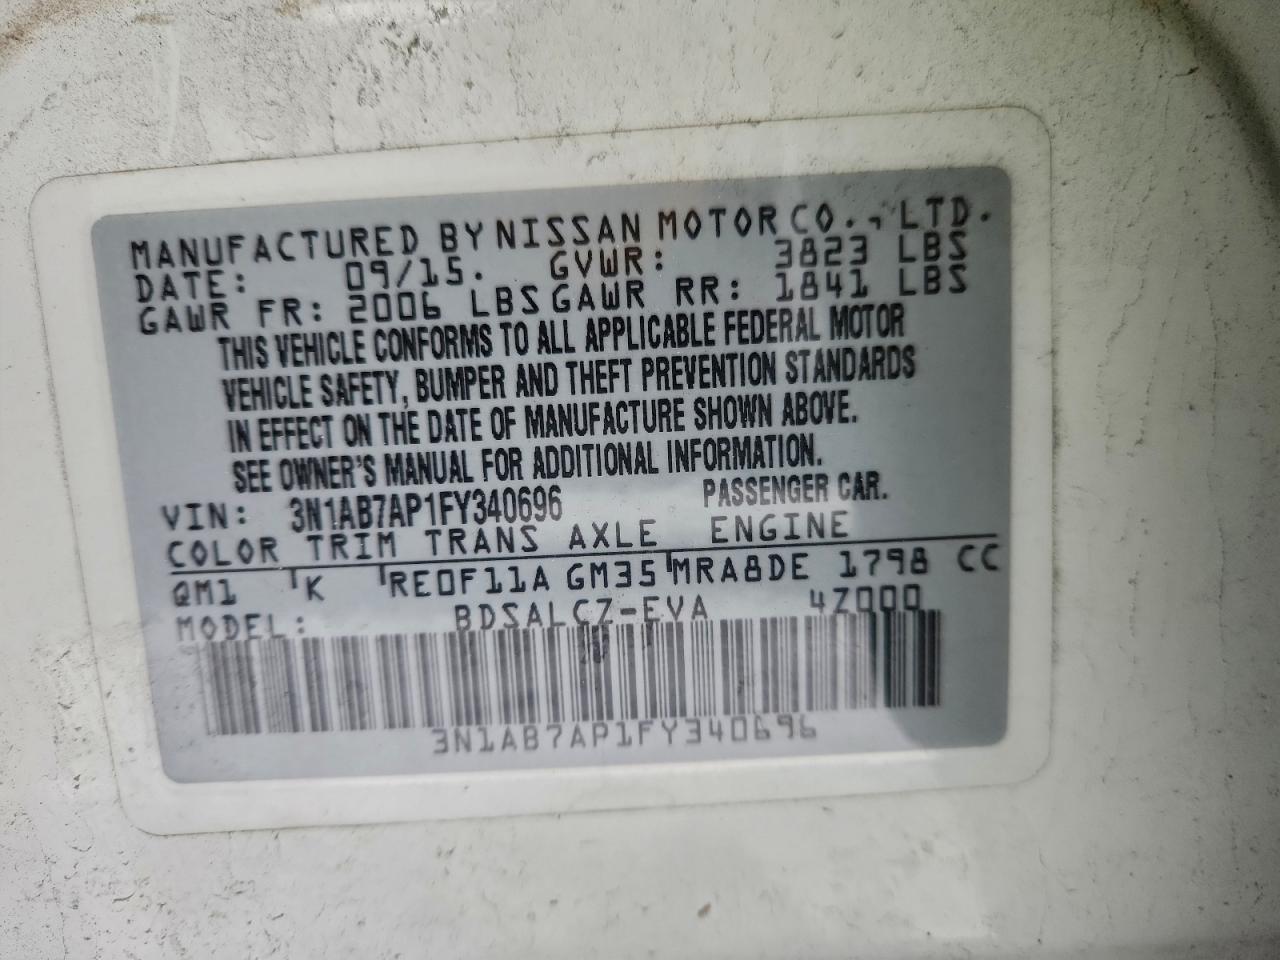 MANUFACTURED BY NISSAN MOTOR CO., LTD.
DATE: 09/15. GVWR: 3823 LBS
GAWR FR: 2006 LBS GAWR RR: 1841 LBS
THIS VEHICLE CONFORMS TO ALL APPLICABLE FEDERAL MOTOR
VEHICLE SAFETY, BUMPER AND THEFT PREVENTION STANDARDS
IN EFFECT ON THE DATE OF MANUFACTURE SHOWN ABOVE.
SEE OWNER'S MANUAL FOR ADDITIONAL INFORMATION.
VIN: 3N1AB7AP1FY340696 PASSENGER CAR.
COLOR TRIM TRANS AXLE ENGINE
QM1 K RE0F11A GM35 MRA8DE 1798 CC
MODEL: BDSALCZ-EVA 4Z000
3N1AB7AP1FY340696